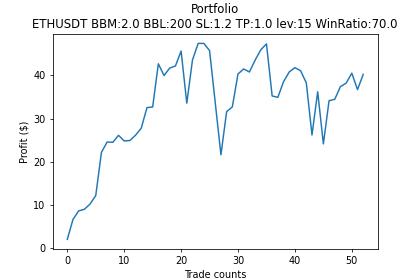 Portfolio
ETHUSDT BBM:2.0 BBL:200 SL:1.2 TP:1.0 lev:15 WinRatio:70.0
Profit ($)
40
30
20
10
0
0 10 20 30 40 50
Trade counts